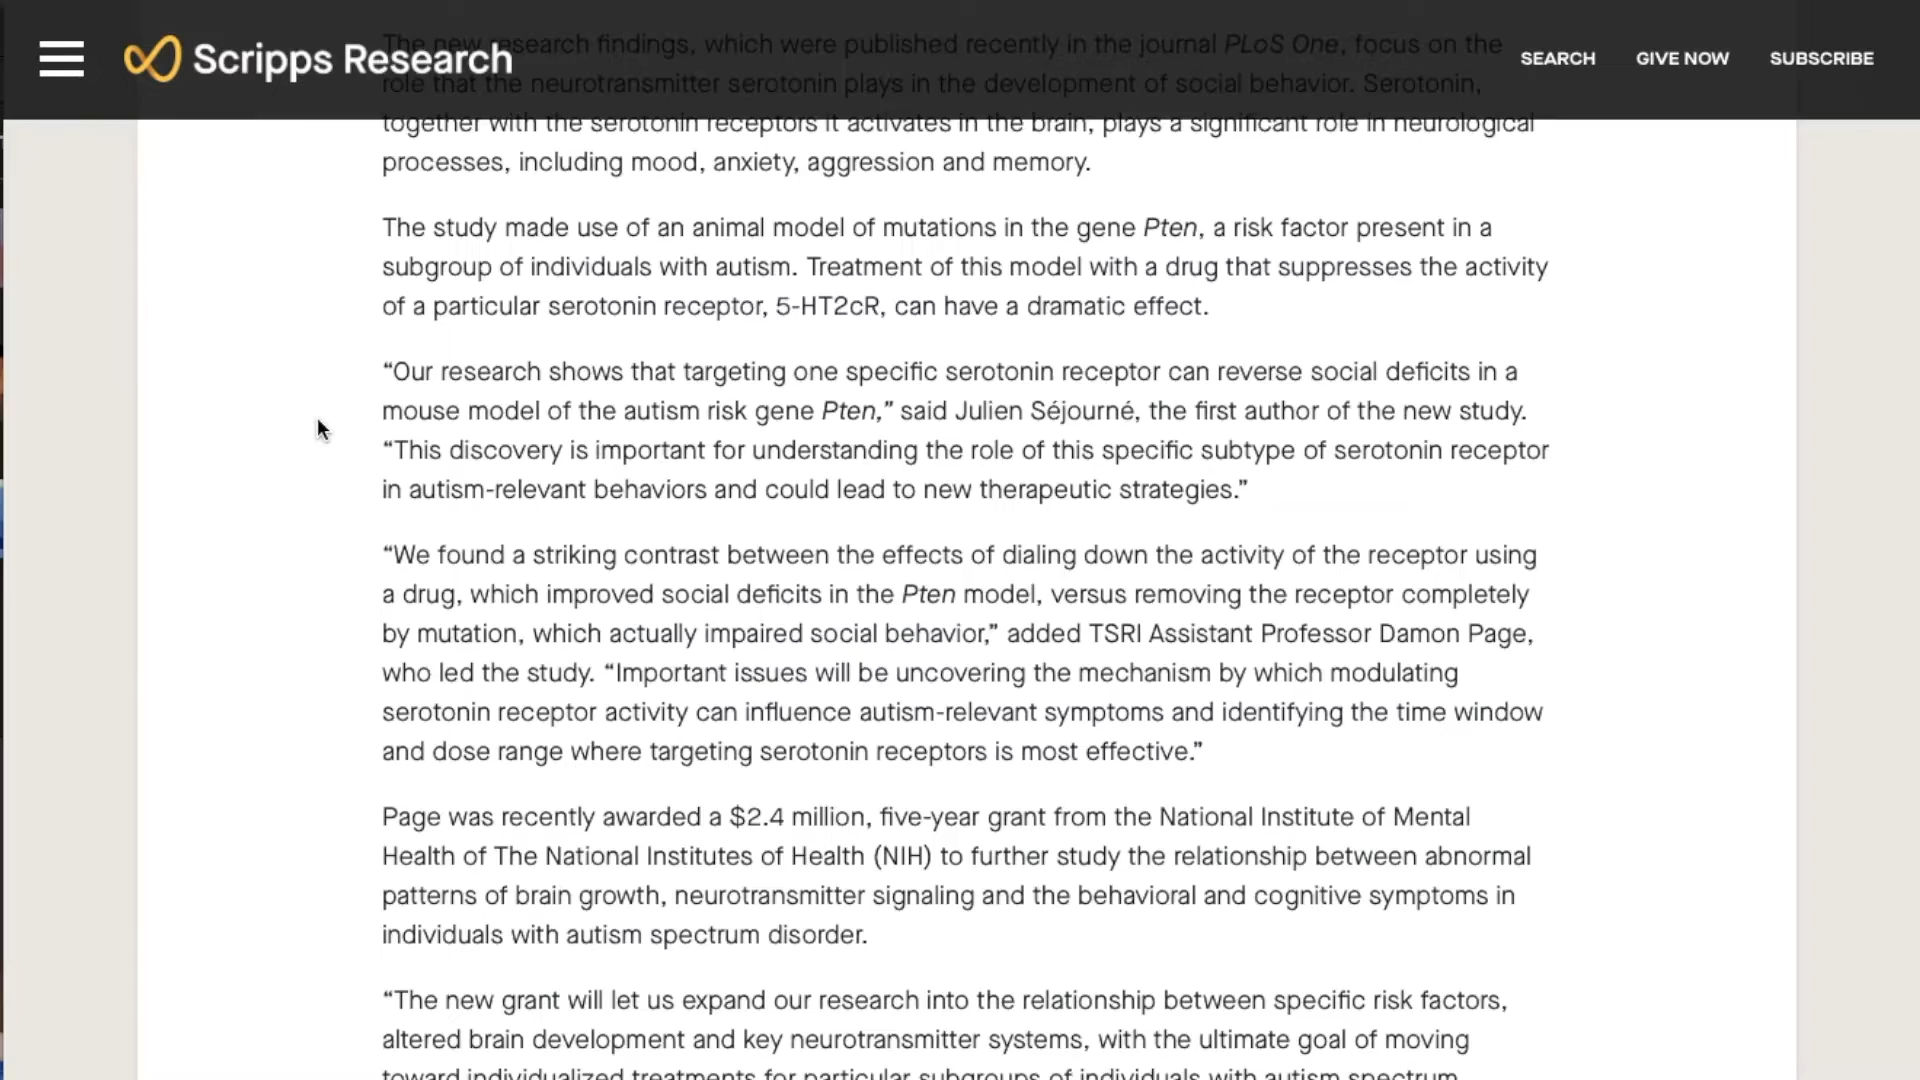 Scripps Research
SEARCH
GIVE NOW
SUBSCRIBE
The new research findings, which were published recently in the journal PLoS One, focus on the
role that the neurotransmitter serotonin plays in the development of social behavior. Serotonin,
together with the serotonin receptors it activates in the brain, plays a significant role in neurological
processes, including mood, anxiety, aggression and memory.
The study made use of an animal model of mutations in the gene Pten, a risk factor present in a
subgroup of individuals with autism. Treatment of this model with a drug that suppresses the activity
of a particular serotonin receptor, 5-HT2cR, can have a dramatic effect.
“Our research shows that targeting one specific serotonin receptor can reverse social deficits in a
mouse model of the autism risk gene Pten,” said Julien Séjourné, the first author of the new study.
“This discovery is important for understanding the role of this specific subtype of serotonin receptor
in autism-relevant behaviors and could lead to new therapeutic strategies.”
“We found a striking contrast between the effects of dialing down the activity of the receptor using
a drug, which improved social deficits in the Pten model, versus removing the receptor completely
by mutation, which actually impaired social behavior,” added TSRI Assistant Professor Damon Page,
who led the study. “Important issues will be uncovering the mechanism by which modulating
serotonin receptor activity can influence autism-relevant symptoms and identifying the time window
and dose range where targeting serotonin receptors is most effective.”
Page was recently awarded a $2.4 million, five-year grant from the National Institute of Mental
Health of The National Institutes of Health (NIH) to further study the relationship between abnormal
patterns of brain growth, neurotransmitter signaling and the behavioral and cognitive symptoms in
individuals with autism spectrum disorder.
“The new grant will let us expand our research into the relationship between specific risk factors,
altered brain development and key neurotransmitter systems, with the ultimate goal of moving
toward individualized treatments for particular subgroups of individuals with autism spectrum